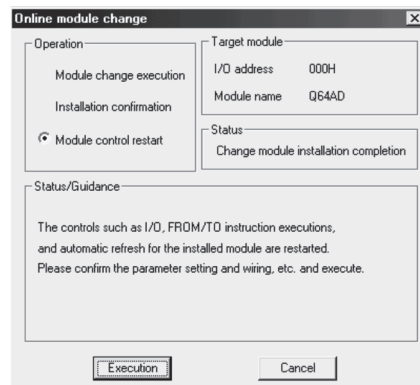 Online module change
Operation
Module change execution
Installation confirmation
Module control restart
Target module
I/O address 000H
Module name Q64AD
Status
Change module installation completion
Status/Guidance
The controls such as I/O, FROM/TO instruction executions,
and automatic refresh for the installed module are restarted.
Please confirm the parameter setting and wiring, etc. and execute.
Execution
Cancel